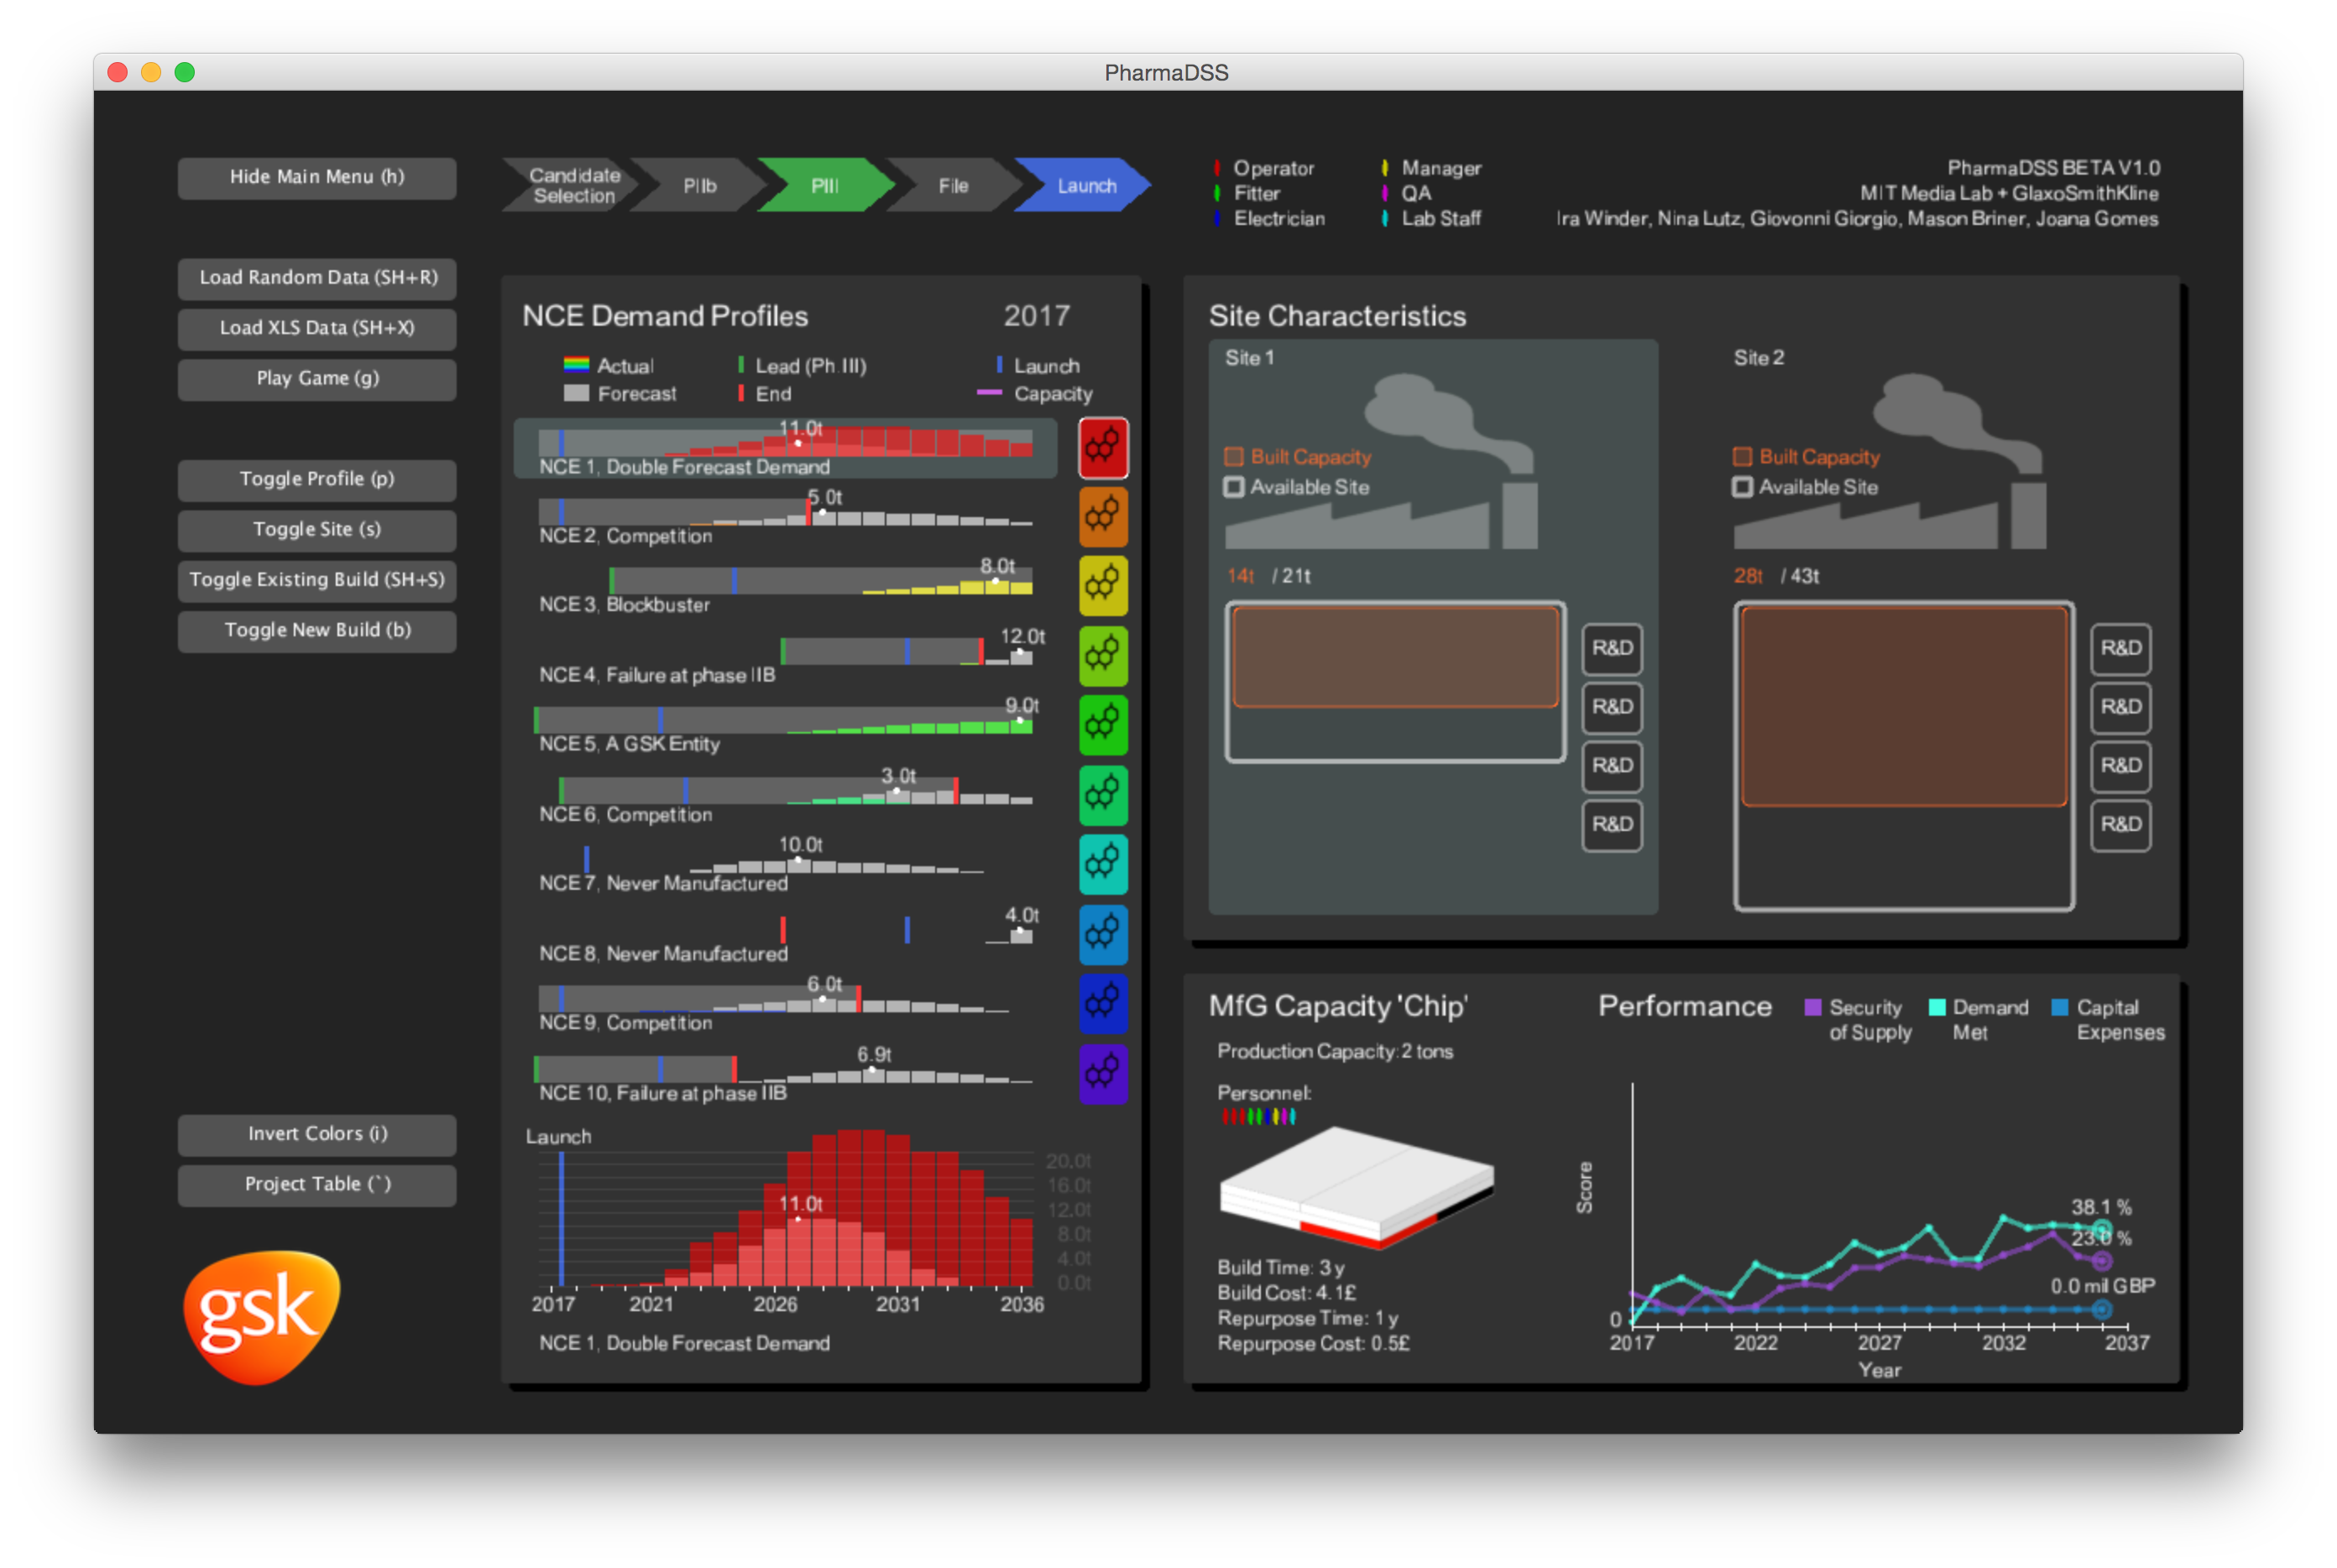 PharmaDSS
Hide Main Menu (h)
Load Random Data (SH+R)
Load XLS Data (SH+X)
Play Game (g)
Toggle Profile (p)
Toggle Site (s)
Toggle Existing Build (SH+S)
Toggle New Build (b)
Invert Colors (i)
Project Table (`)
gsk
Candidate
Selection
PIIb
PIII
File
Launch
Operator
Fitter
Electrician
Manager
QA
Lab Staff
PharmaDSS BETA V1.0
MIT Media Lab + GlaxoSmithKline
Ira Winder, Nina Lutz, Giovonni Giorgio, Mason Briner, Joana Gomes
NCE Demand Profiles
2017
Actual
Lead (Ph.III)
Launch
Forecast
End
Capacity
11.0t
NCE 1, Double Forecast Demand
5.0t
NCE 2, Competition
8.0t
NCE 3, Blockbuster
12.0t
NCE 4, Failure at phase IIB
9.0t
NCE 5, A GSK Entity
3.0t
NCE 6, Competition
10.0t
NCE 7, Never Manufactured
4.0t
NCE 8, Never Manufactured
6.0t
NCE 9, Competition
6.9t
NCE 10, Failure at phase IIB
Launch
11.0t
20.0t
16.0t
12.0t
8.0t
4.0t
0.0t
2017 2021 2026 2031 2036
NCE 1, Double Forecast Demand
Site Characteristics
Site 1
Built Capacity
Available Site
14t / 21t
R&D
R&D
R&D
R&D
Site 2
Built Capacity
Available Site
28t / 43t
R&D
R&D
R&D
R&D
MfG Capacity 'Chip'
Production Capacity: 2 tons
Personnel:
Build Time: 3 y
Build Cost: 4.1£
Repurpose Time: 1 y
Repurpose Cost: 0.5£
Performance
Security
of Supply
Demand
Met
Capital
Expenses
Score
38.1 %
23.6 %
0.0 mil GBP
0
2017 2022 2027 2032 2037
Year